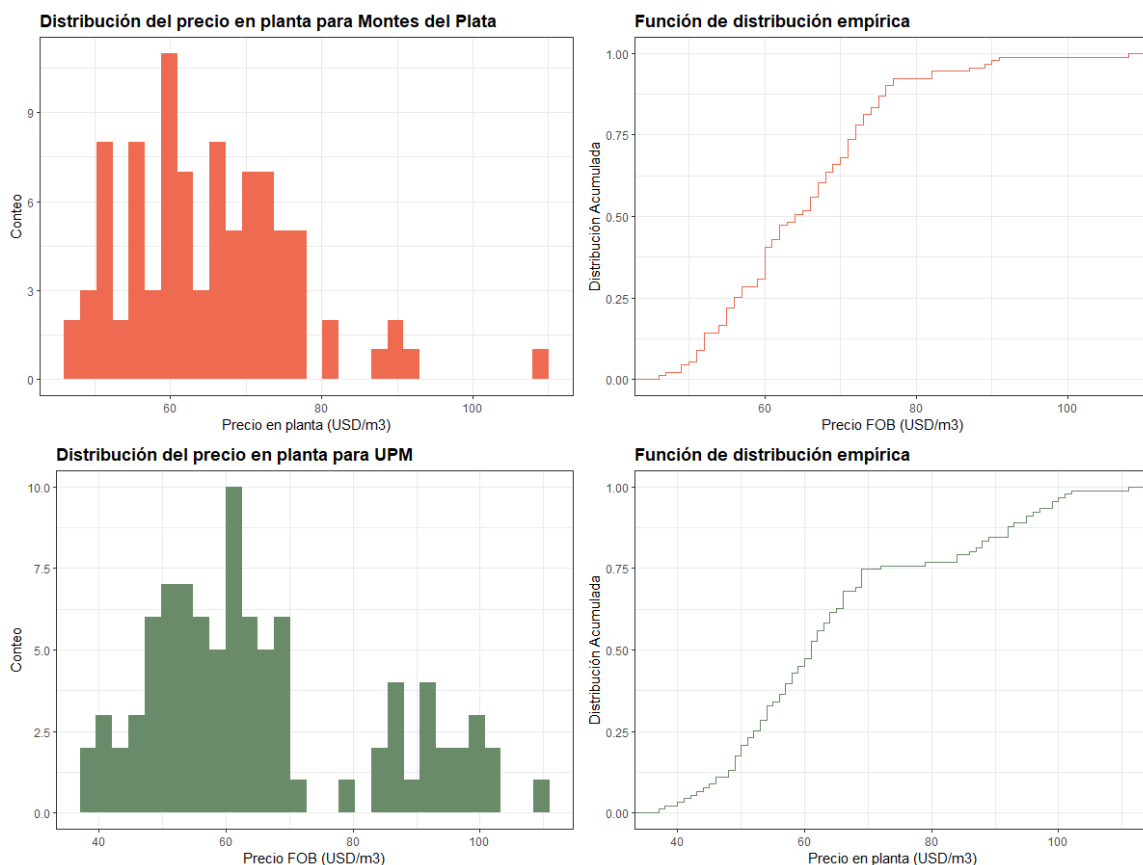 Distribución del precio en planta para Montes del Plata
Conteo
9
6
3
0
60
80
100
Precio en planta (USD/m3)
Función de distribución empírica
Distribución Acumulada
1.00
0.75
0.50
0.25
0.00
60
80
100
Precio FOB (USD/m3)
Distribución del precio en planta para UPM
Conteo
10.0
7.5
5.0
2.5
0.0
40
60
80
100
Precio FOB (USD/m3)
Función de distribución empírica
Distribución Acumulada
1.00
0.75
0.50
0.25
0.00
40
60
80
100
Precio en planta (USD/m3)